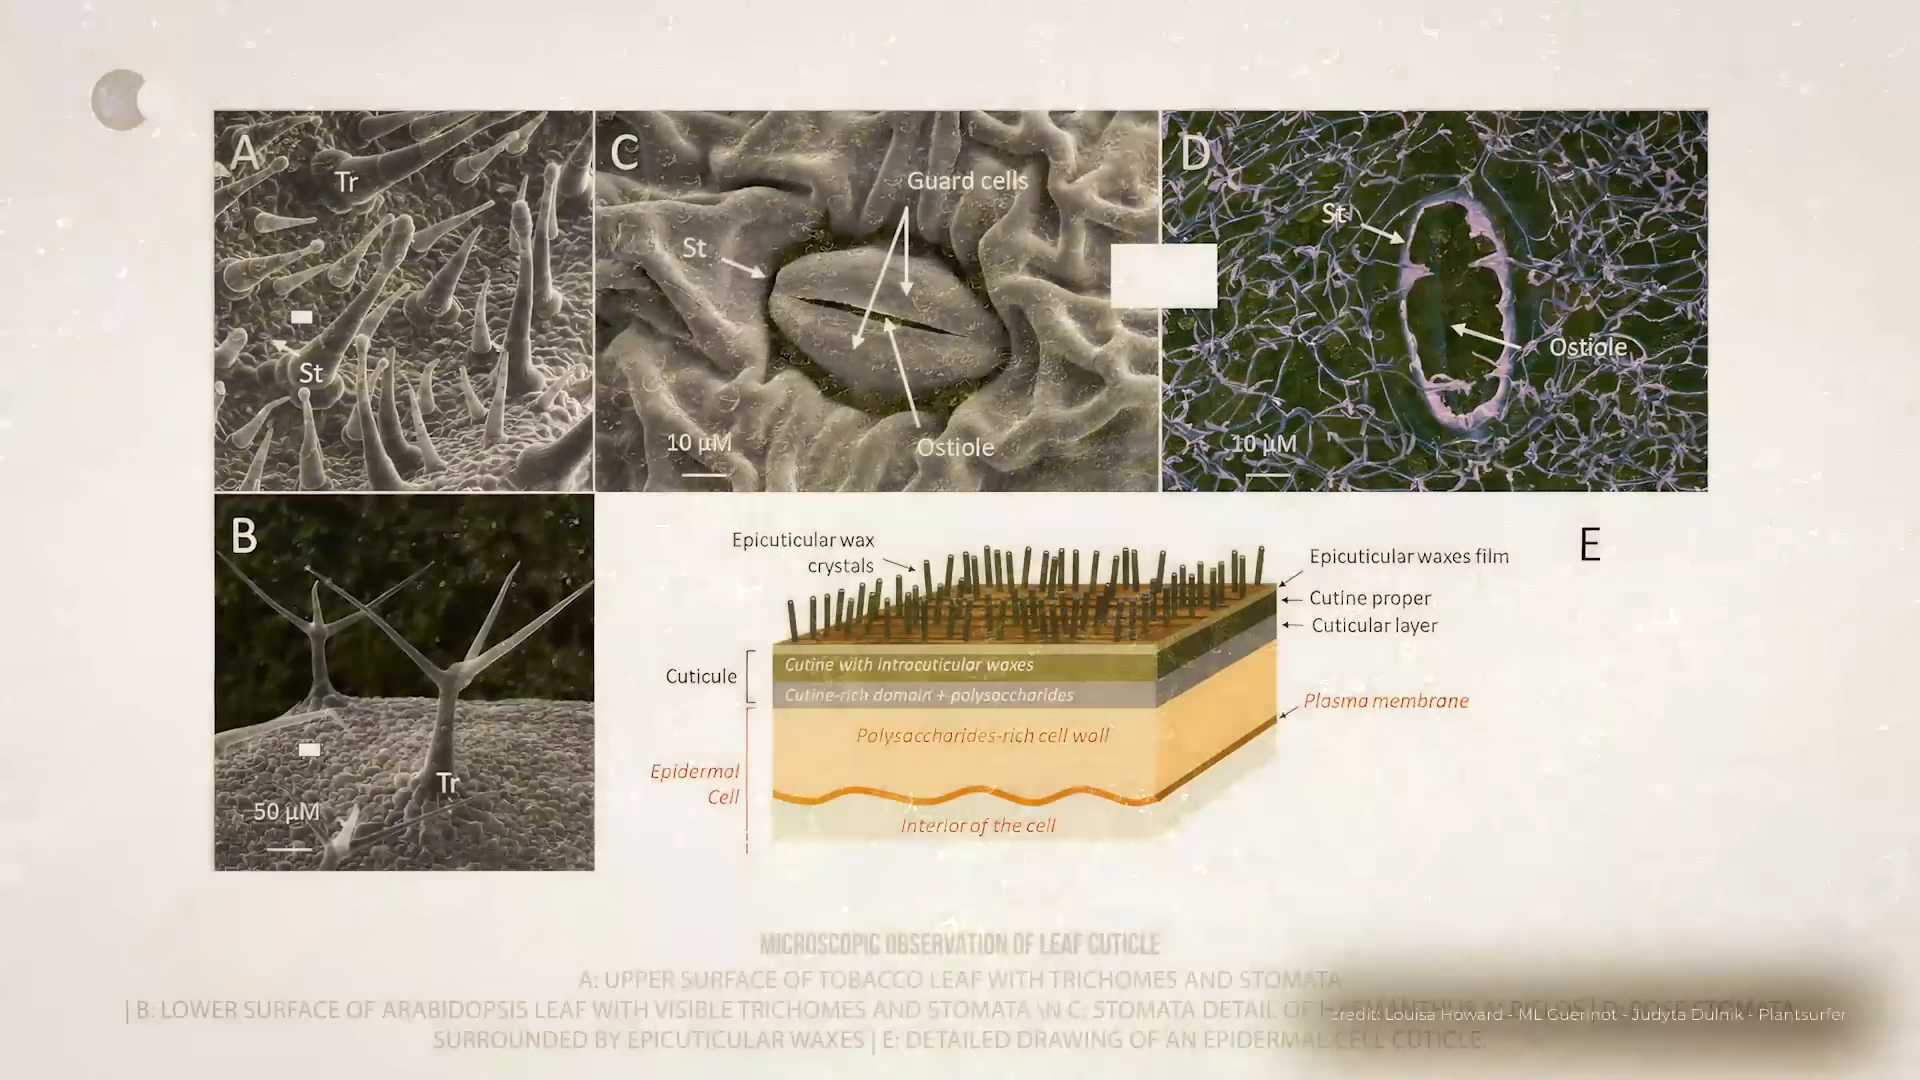 A
Tr
St
C
Guard cells
St
10 µM
Ostiole
D
St
Ostiole
10 µM
B
Tr
50 µM
E
Epicuticular wax
crystals
Epicuticular waxes film
Cutine proper
Cuticular layer
Cuticule
Cutine with intracuticular waxes
Cutine-rich domain + polysaccharides
Plasma membrane
Polysaccharides-rich cell wall
Epidermal
Cell
Interior of the cell
MICROSCOPIC OBSERVATION OF LEAF CUTICLE
A: UPPER SURFACE OF TOBACCO LEAF WITH TRICHOMES AND STOMATA
| B: LOWER SURFACE OF ARABIDOPSIS LEAF WITH VISIBLE TRICHOMES AND STOMATA \N C: STOMATA DETAIL OF HAEMANTHUS ALBIFLOS | D: ROSE STOMATA
SURROUNDED BY EPICUTICULAR WAXES | E: DETAILED DRAWING OF AN EPIDERMAL CELL CUTICLE.
credit: Louisa Howard - ML Guerinot - Judyta Dulnik - Plantsurfer